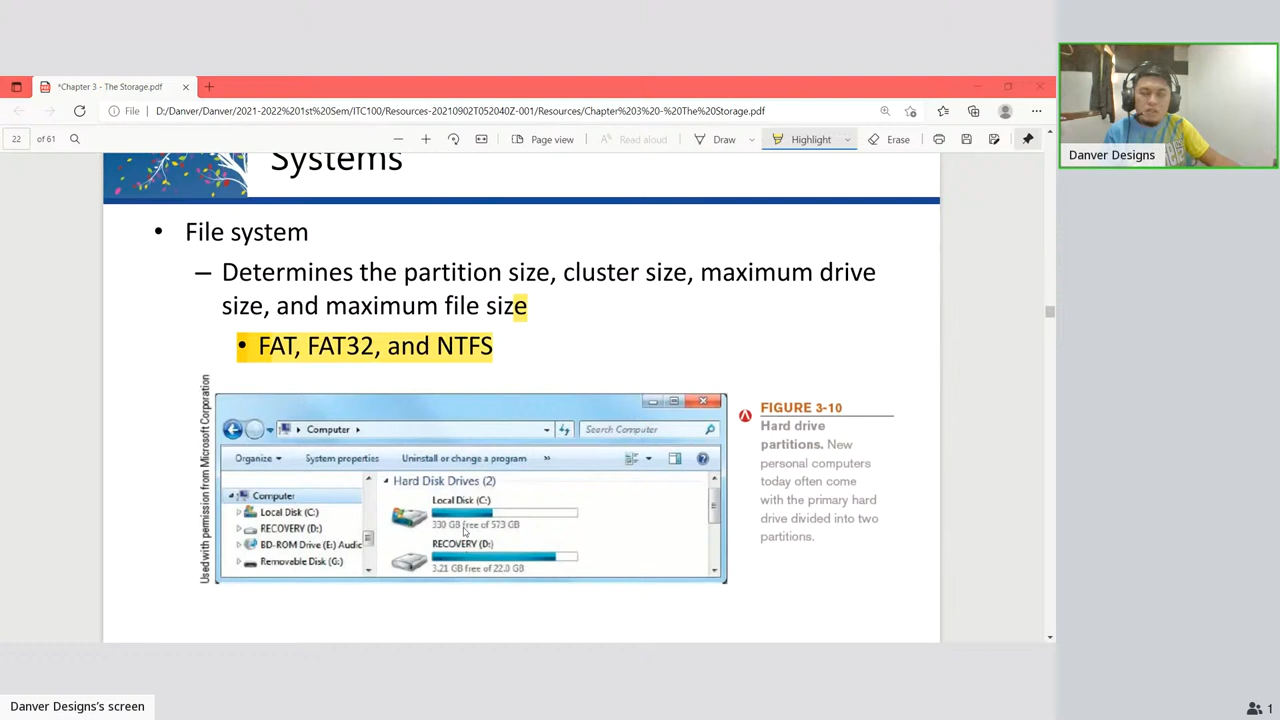 *Chapter 3 - The Storage.pdf
File
D:/Danver/Danver/2021-2022%201st%20Sem/ITC100/Resources-20210902T052040Z-001/Resources/Chapter%203%20-%20The%20Storage.pdf
22 of 61
Page view
Read aloud
Draw
Highlight
Erase
Danver Designs
Systems
• File system
– Determines the partition size, cluster size, maximum drive
size, and maximum file size
• FAT, FAT32, and NTFS
Used with permission from Microsoft Corporation
Computer
Search Computer
Organize
System properties
Uninstall or change a program
»
Computer
Local Disk (C:)
RECOVERY (D:)
BD-ROM Drive (E:) Audic
Removable Disk (G:)
Hard Disk Drives (2)
Local Disk (C:)
330 GB free of 573 GB
RECOVERY (D:)
3.21 GB free of 22.0 GB
FIGURE 3-10
Hard drive
partitions. New
personal computers
today often come
with the primary hard
drive divided into two
partitions.
Danver Designs's screen
1